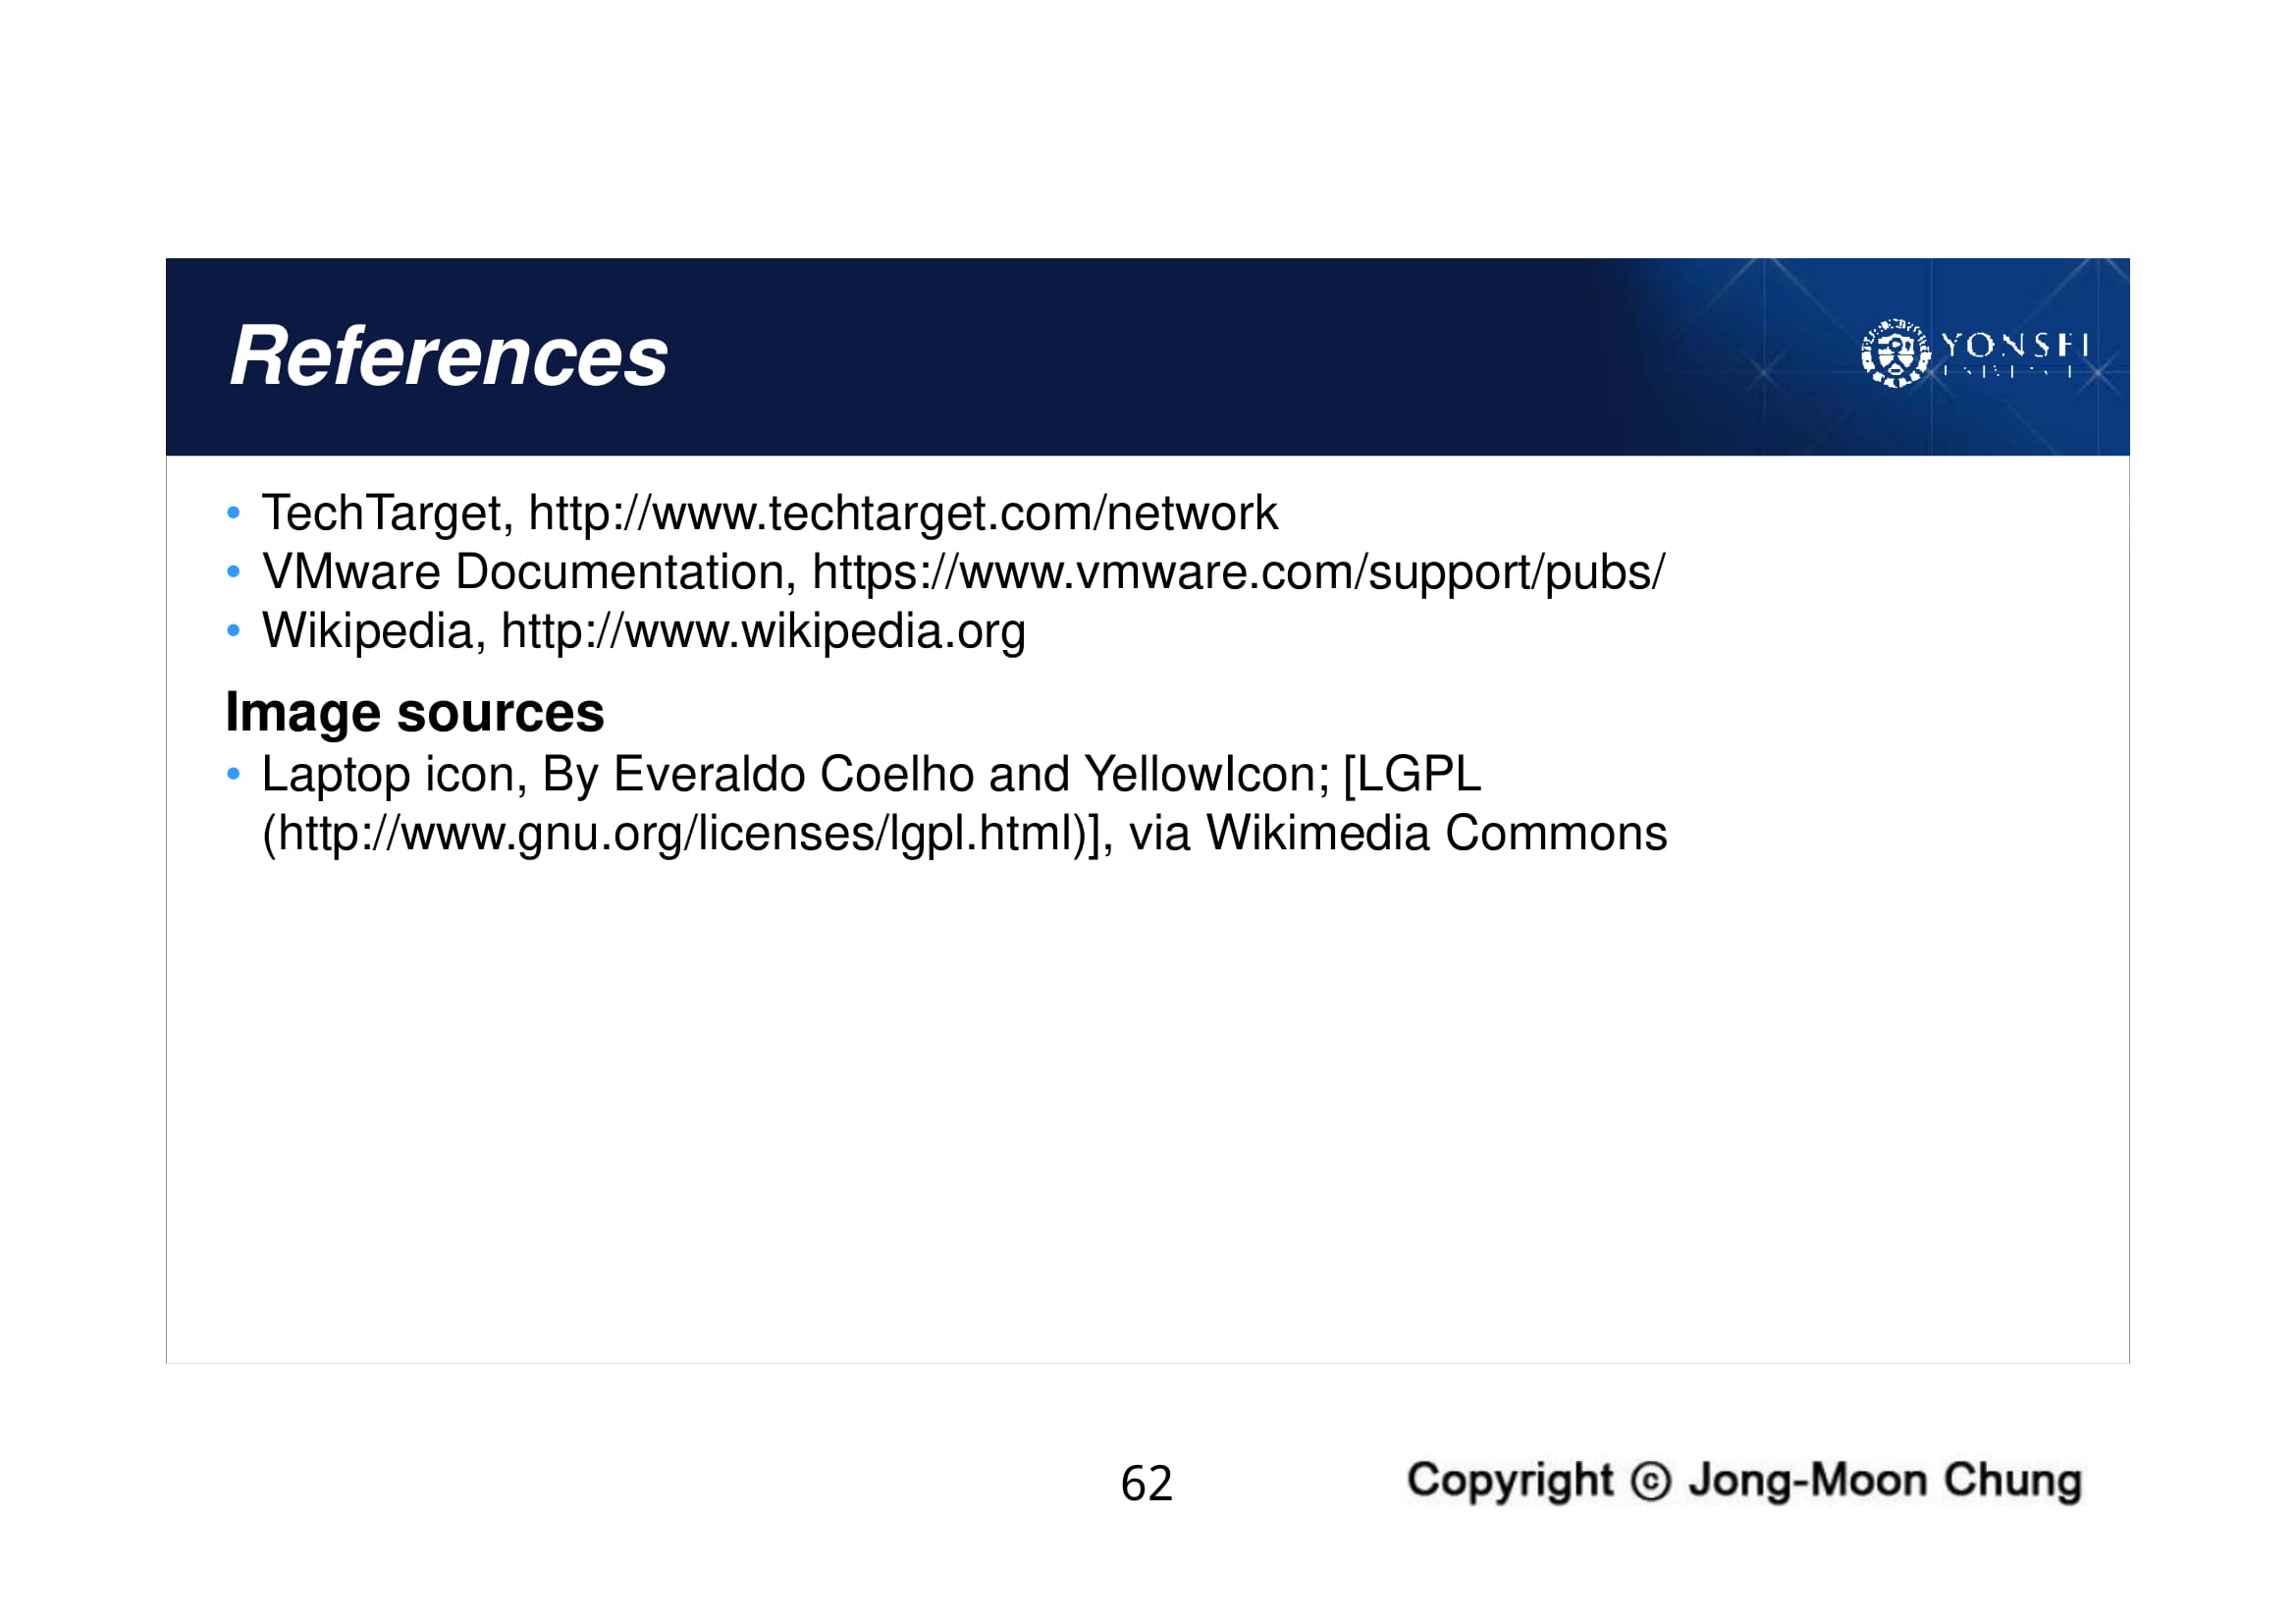 References
YONSEI
• TechTarget, http://www.techtarget.com/network
• VMware Documentation, https://www.vmware.com/support/pubs/
• Wikipedia, http://www.wikipedia.org
Image sources
• Laptop icon, By Everaldo Coelho and YellowIcon; [LGPL
(http://www.gnu.org/licenses/lgpl.html)], via Wikimedia Commons
62
Copyright ⓒ Jong-Moon Chung